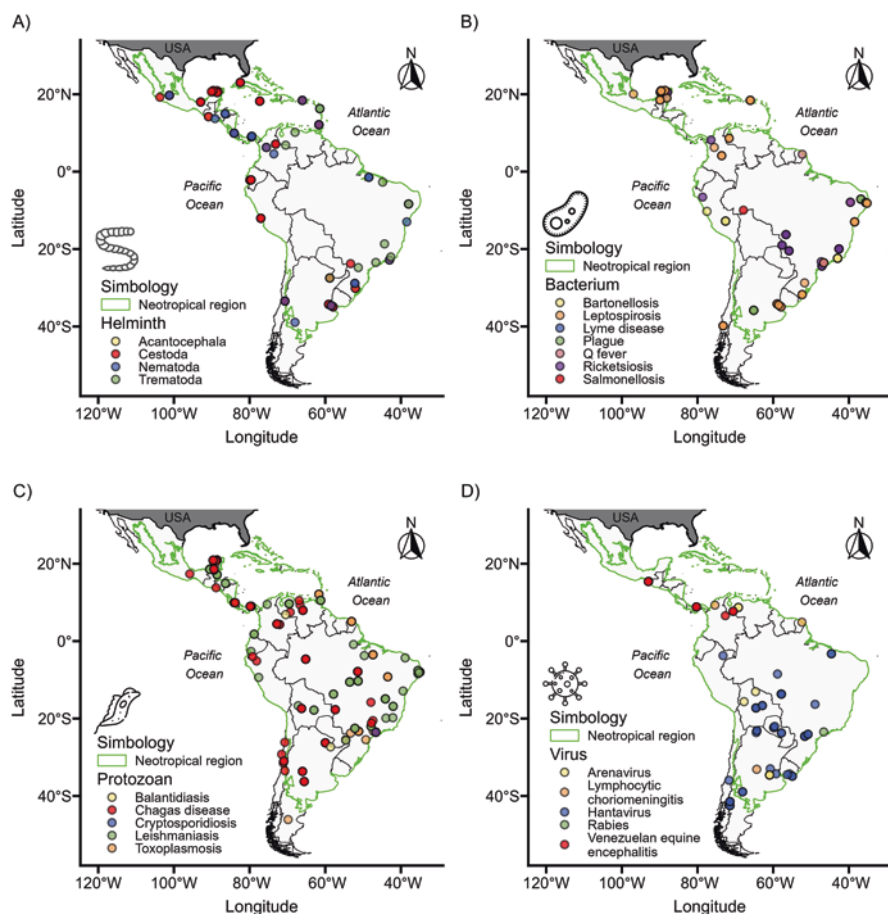 A)
USA
N
20°N
0°
20°S
40°S
Latitude
Atlantic
Ocean
Pacific
Ocean
Simbology
Neotropical region
Helminth
Acantocephala
Cestoda
Nematoda
Trematoda
120°W 100°W 80°W 60°W 40°W
Longitude
B)
USA
N
20°N
0°
20°S
40°S
Latitude
Atlantic
Ocean
Pacific
Ocean
Simbology
Neotropical region
Bacterium
Bartonellosis
Leptospirosis
Lyme disease
Plague
Q fever
Ricketsiosis
Salmonellosis
120°W 100°W 80°W 60°W 40°W
Longitude
C)
USA
N
20°N
0°
20°S
40°S
Latitude
Atlantic
Ocean
Pacific
Ocean
Simbology
Neotropical region
Protozoan
Balantidiasis
Chagas disease
Cryptosporidiosis
Leishmaniasis
Toxoplasmosis
120°W 100°W 80°W 60°W 40°W
Longitude
D)
USA
N
20°N
0°
20°S
40°S
Latitude
Atlantic
Ocean
Pacific
Ocean
Simbology
Neotropical region
Virus
Arenavirus
Lymphocytic
choriomeningitis
Hantavirus
Rabies
Venezuelan equine
encephalitis
120°W 100°W 80°W 60°W 40°W
Longitude